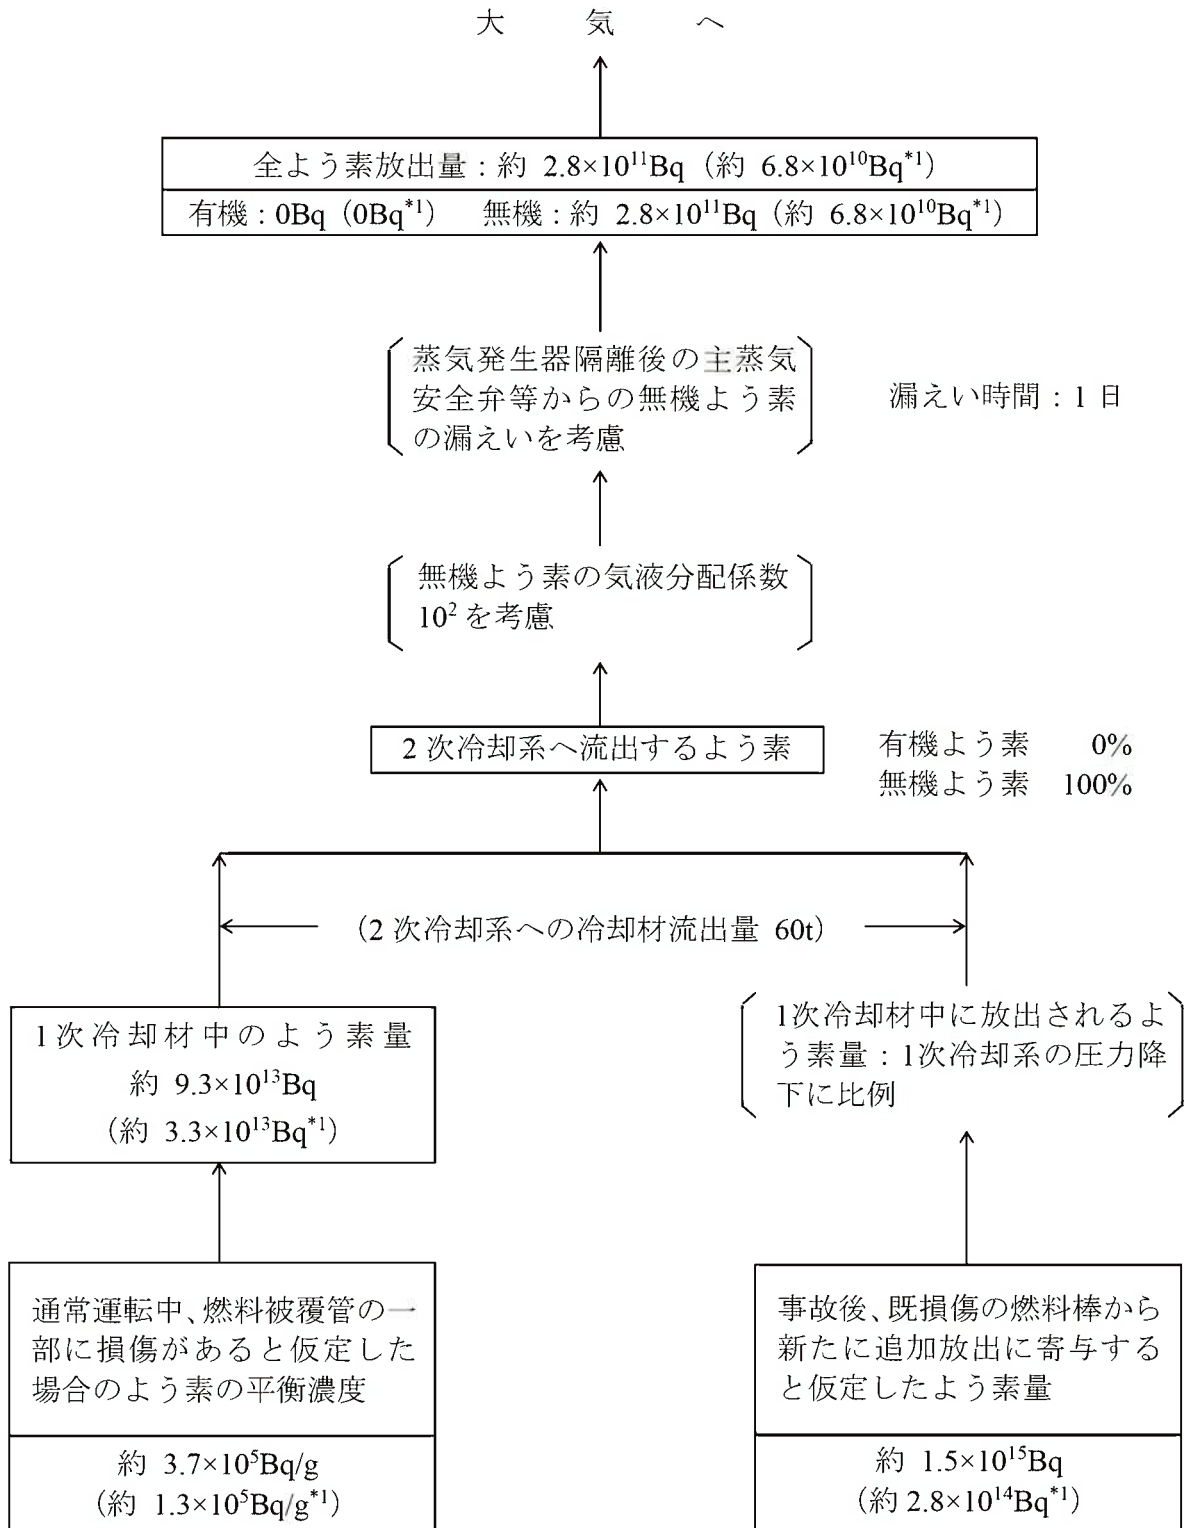 大気へ
全よう素放出量：約 2.8×10¹¹Bq（約 6.8×10¹⁰Bq*¹）
有機：0Bq（0Bq*¹） 無機：約 2.8×10¹¹Bq（約 6.8×10¹⁰Bq*¹）
蒸気発生器隔離後の主蒸気
安全弁等からの無機よう素
の漏えいを考慮
漏えい時間：1 日
無機よう素の気液分配係数
10² を考慮
2 次冷却系へ流出するよう素
有機よう素 0%
無機よう素 100%
（2 次冷却系への冷却材流出量 60t）
1次冷却材中のよう素量
約 9.3×10¹³Bq
（約 3.3×10¹³Bq*¹）
1次冷却材中に放出されるよ
う素量：1次冷却系の圧力降
下に比例
通常運転中、燃料被覆管の一
部に損傷があると仮定した
場合のよう素の平衡濃度
約 3.7×10⁵Bq/g
（約 1.3×10⁵Bq/g*¹）
事故後、既損傷の燃料棒から
新たに追加放出に寄与する
と仮定したよう素量
約 1.5×10¹⁵Bq
（約 2.8×10¹⁴Bq*¹）